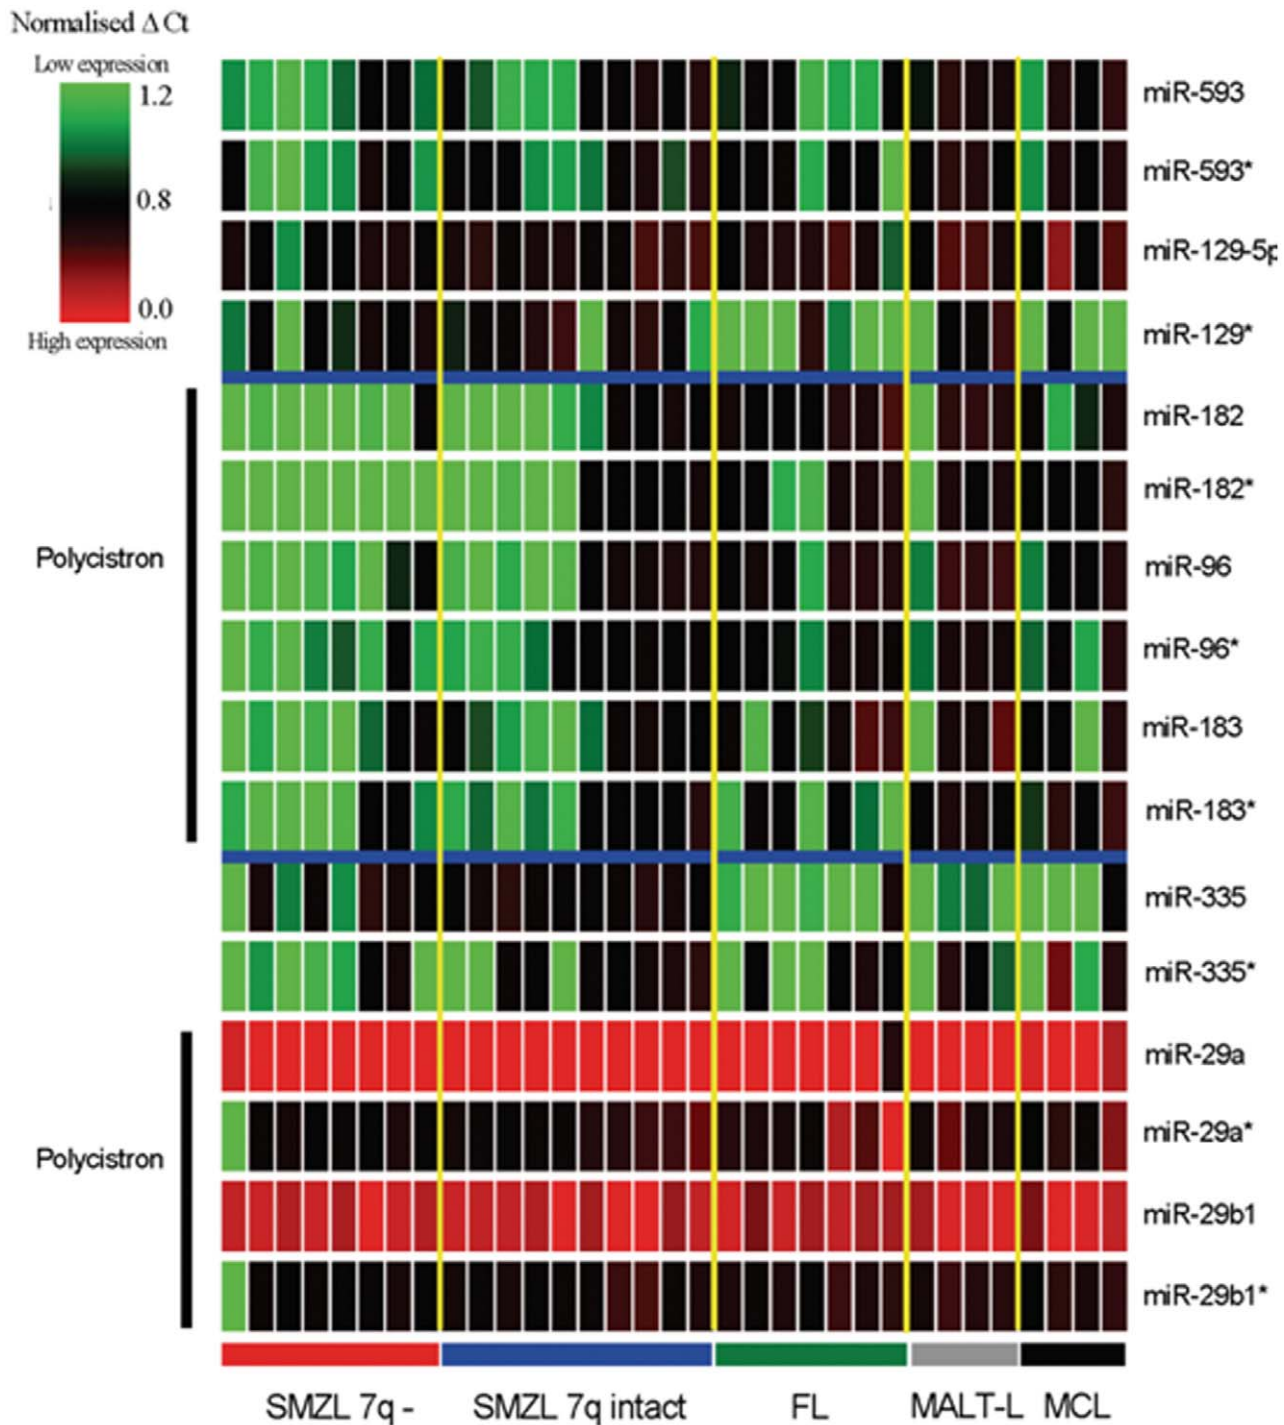 Normalised Δ Ct
Low expression
1.2
0.8
0.0
High expression
miR-593
miR-593*
miR-129-5p
miR-129*
miR-182
miR-182*
miR-96
miR-96*
miR-183
miR-183*
miR-335
miR-335*
miR-29a
miR-29a*
miR-29b1
miR-29b1*
Polycistron
Polycistron
SMZL 7q - SMZL 7q intact FL MALT-L MCL